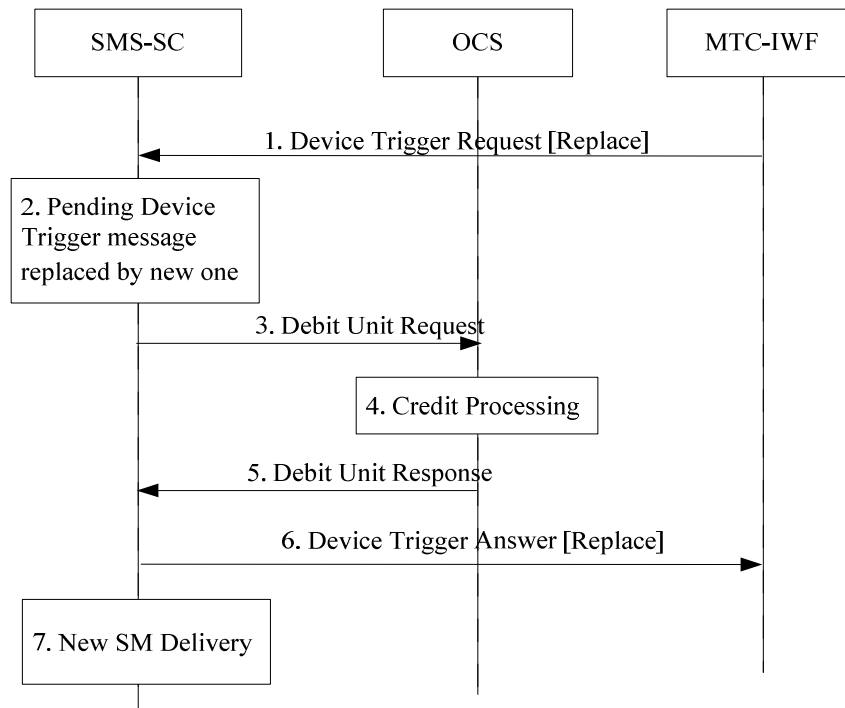 SMS-SC
OCS
MTC-IWF
1. Device Trigger Request [Replace]
2. Pending Device
Trigger message
replaced by new one
3. Debit Unit Request
4. Credit Processing
5. Debit Unit Response
6. Device Trigger Answer [Replace]
7. New SM Delivery